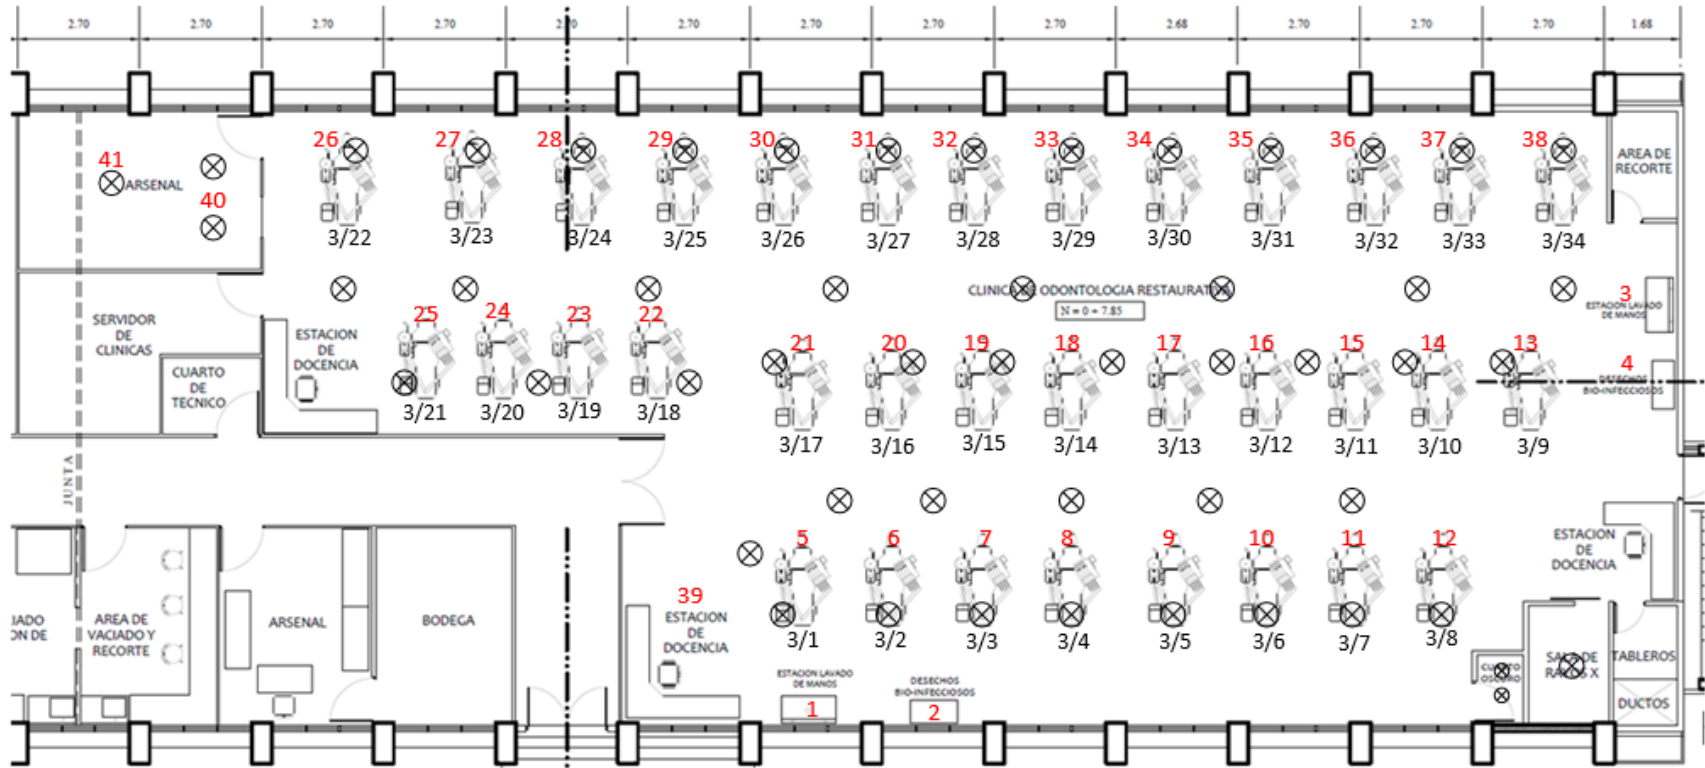 2.70 2.70 2.70 2.70 2.70 2.70 2.70 2.70 2.68 2.70 2.70 2.70 1.68
26 27 28 29 30 31 32 33 34 35 36 37 38
41
ARSENAL
40
AREA DE
RECORTE
3/22 3/23 3/24 3/25 3/26 3/27 3/28 3/29 3/30 3/31 3/32 3/33 3/34
CLINICA DE ODONTOLOGIA RESTAURATIVA
N = 0 + 7.85
3
ESTACION LAVADO
DE MANOS
SERVIDOR
DE
CLINICAS
ESTACION
DE
DOCENCIA
25 24 23 22
21 20 19 18 17 16 15 14 13
4
DESECHOS
BIO-INFECCIOSOS
CUARTO
DE
TECNICO
3/21 3/20 3/19 3/18
3/17 3/16 3/15 3/14 3/13 3/12 3/11 3/10 3/9
JUNTA
5 6 7 8 9 10 11 12
ESTACION
DE
DOCENCIA
39
ESTACION
DE
DOCENCIA
3/1 3/2 3/3 3/4 3/5 3/6 3/7 3/8
AREA DE
VACIADO Y
RECORTE
ARSENAL
BODEGA
ESTACION LAVADO
DE MANOS
1
DESECHOS
BIO-INFECCIOSOS
2
CUARTO
OSCURO
SALA DE
RAYOS X
TABLEROS
DUCTOS